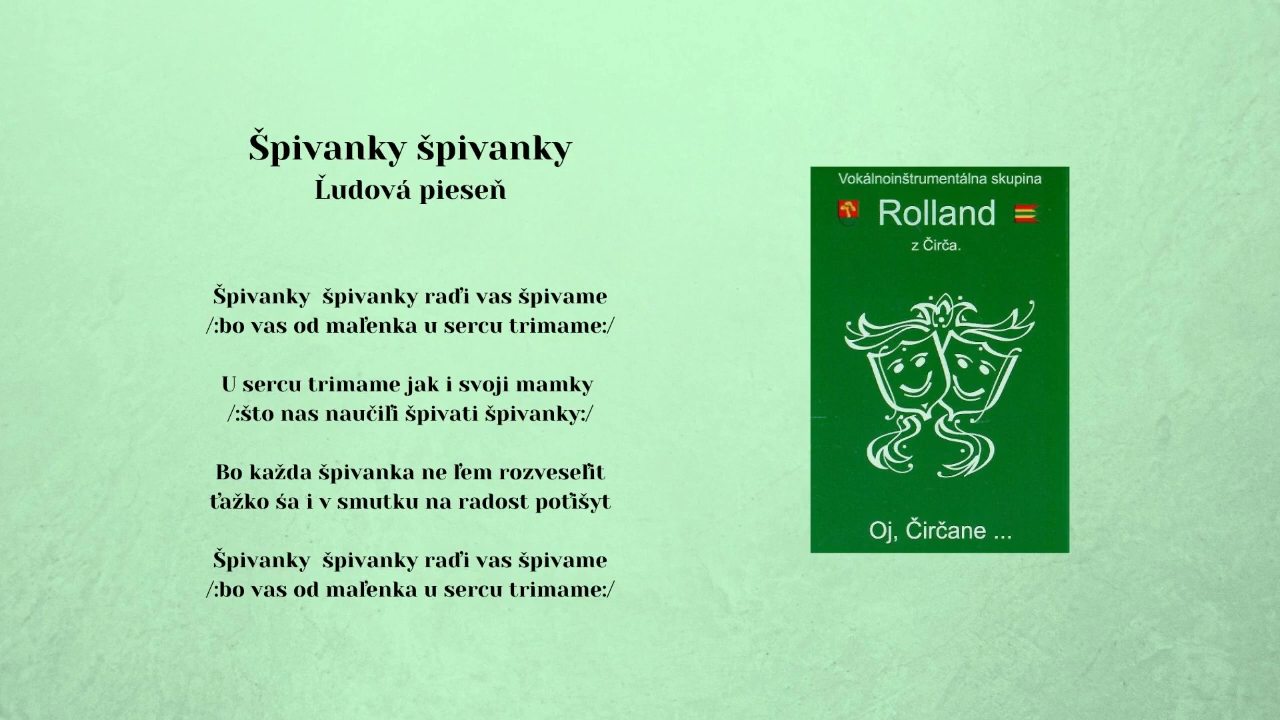 Špivanky špivanky
Ľudová pieseň
Špivanky  špivanky raďi vas špivame
/:bo vas od maľenka u sercu trimame:/
U sercu trimame jak i svoji mamky
/:što nas naučiľi špivati špivanky:/
Bo každa špivanka ne ľem rozveseľit
ťažko śa i v smutku na radost poťišyt
Špivanky  špivanky raďi vas špivame
/:bo vas od maľenka u sercu trimame:/
Vokálnoinštrumentálna skupina
Rolland
z Čirča.
Oj, Čirčane ...